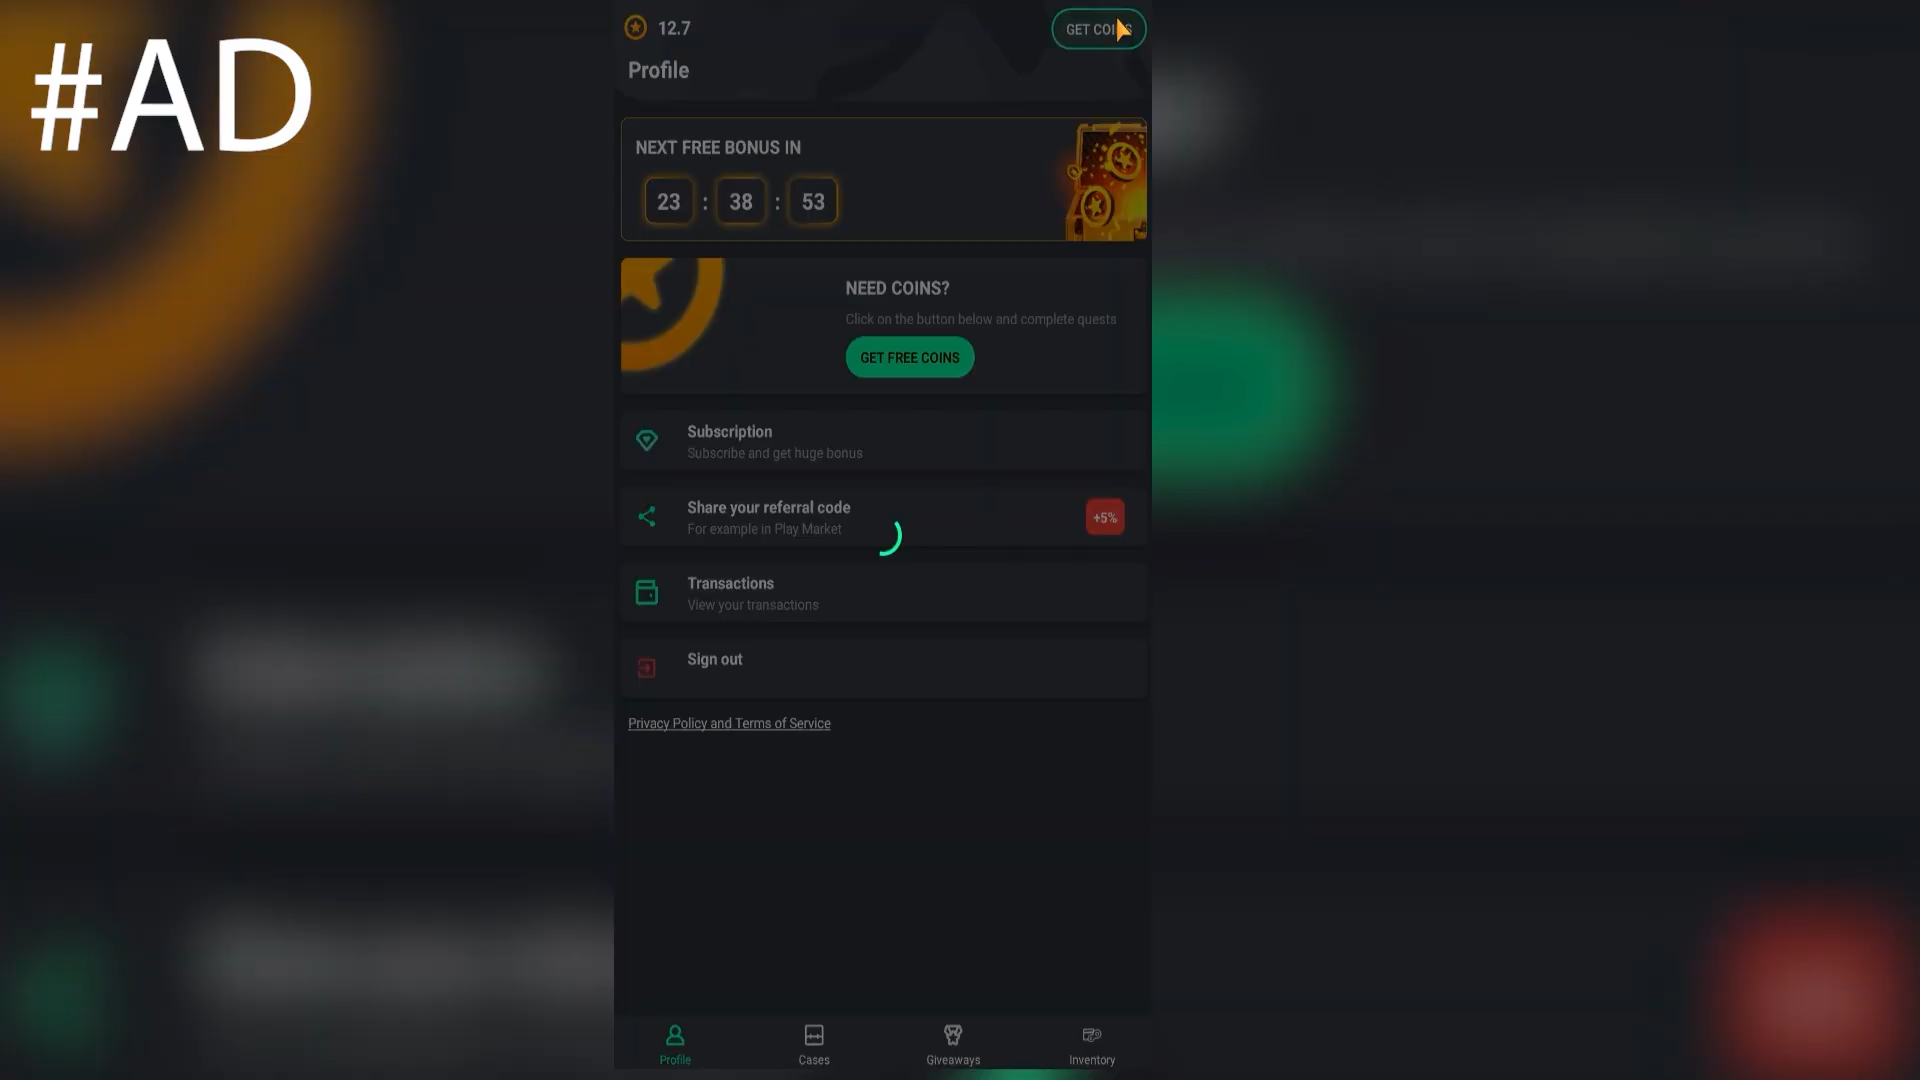 #AD
12.7
GET COINS
Profile
NEXT FREE BONUS IN
23 : 38 : 53
NEED COINS?
Click on the button below and complete quests
GET FREE COINS
Subscription
Subscribe and get huge bonus
Share your referral code
For example in Play Market
+5%
Transactions
View your transactions
Sign out
Privacy Policy and Terms of Service
Profile
Cases
Giveaways
Inventory